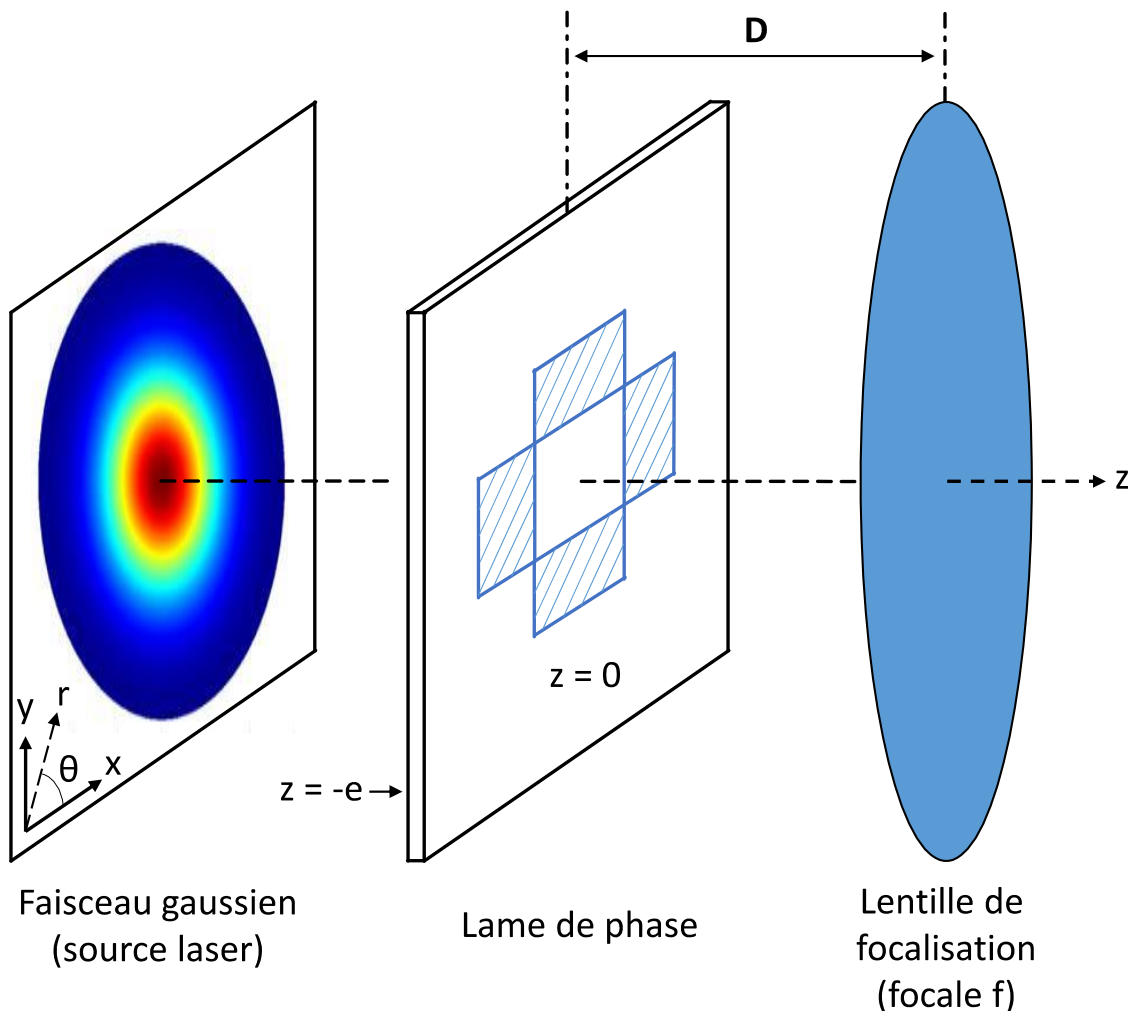 D
z
y
r
θ
x
z = 0
z = -e
Faisceau gaussien
(source laser)
Lame de phase
Lentille de
focalisation
(focale f)